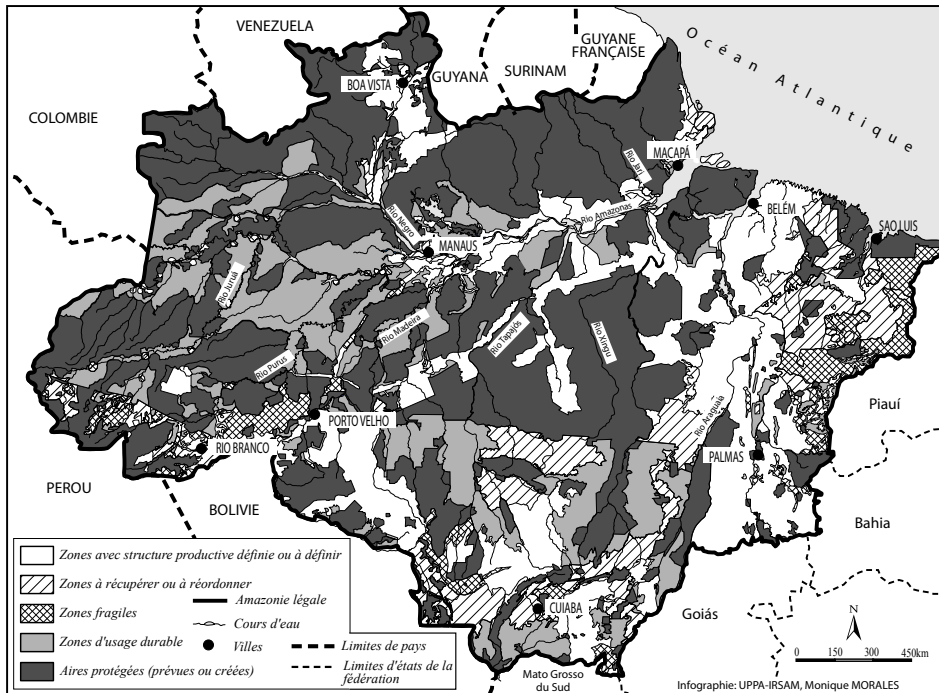 VENEZUELA
GUYANE
FRANÇAISE
GUYANA
SURINAM
COLOMBIE
Océan Atlantique
BOA VISTA
MACAPÁ
Rio Jari
BELÉM
SAO LUIS
Rio Negro
Rio Amazonas
MANAUS
Rio Juruá
Rio Madeira
Rio Tapajós
Rio Xingu
Rio Purus
Rio Araguaia
PORTO VELHO
RIO BRANCO
PALMAS
Piauí
PEROU
BOLIVIE
Bahia
CUIABA
Goiás
Mato Grosso
du Sud
Zones avec structure productive définie ou à définir
Zones à récupérer ou à réordonner
Zones fragiles
Zones d'usage durable
Aires protégées (prévues ou créées)
Amazonie légale
Cours d'eau
Villes
Limites de pays
Limites d'états de la
fédération
N
0 150 300 450km
Infographie: UPPA-IRSAM, Monique MORALES